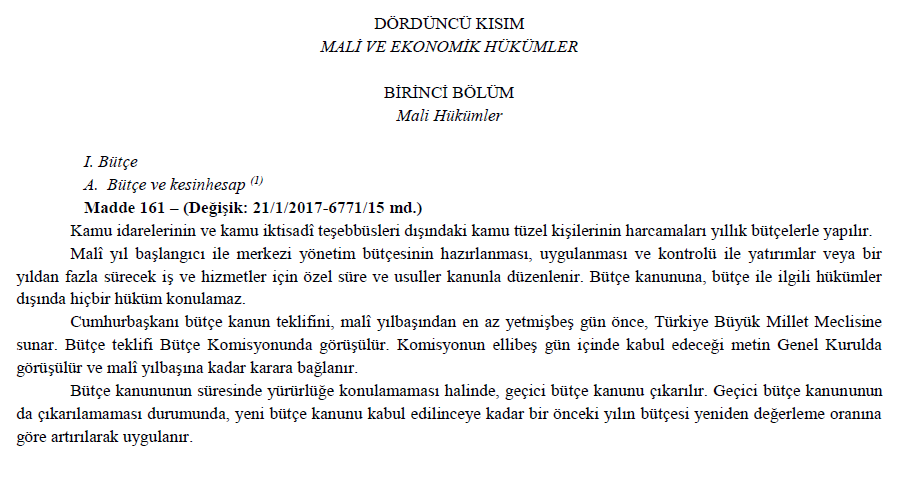 DÖRDÜNCÜ KISIM
MALİ VE EKONOMİK HÜKÜMLER
BİRİNCİ BÖLÜM
Mali Hükümler
I. Bütçe
A. Bütçe ve kesinhesap (1)
Madde 161 – (Değişik: 21/1/2017-6771/15 md.)
Kamu idarelerinin ve kamu iktisadî teşebbüsleri dışındaki kamu tüzel kişilerinin harcamaları yıllık bütçelerle yapılır.
Malî yıl başlangıcı ile merkezi yönetim bütçesinin hazırlanması, uygulanması ve kontrolü ile yatırımlar veya bir
yıldan fazla sürecek iş ve hizmetler için özel süre ve usuller kanunla düzenlenir. Bütçe kanununa, bütçe ile ilgili hükümler
dışında hiçbir hüküm konulamaz.
Cumhurbaşkanı bütçe kanun teklifini, malî yılbaşından en az yetmişbeş gün önce, Türkiye Büyük Millet Meclisine
sunar. Bütçe teklifi Bütçe Komisyonunda görüşülür. Komisyonun ellibeş gün içinde kabul edeceği metin Genel Kurulda
görüşülür ve malî yılbaşına kadar karara bağlanır.
Bütçe kanununun süresinde yürürlüğe konulamaması halinde, geçici bütçe kanunu çıkarılır. Geçici bütçe kanununun
da çıkarılamaması durumunda, yeni bütçe kanunu kabul edilinceye kadar bir önceki yılın bütçesi yeniden değerleme oranına
göre artırılarak uygulanır.